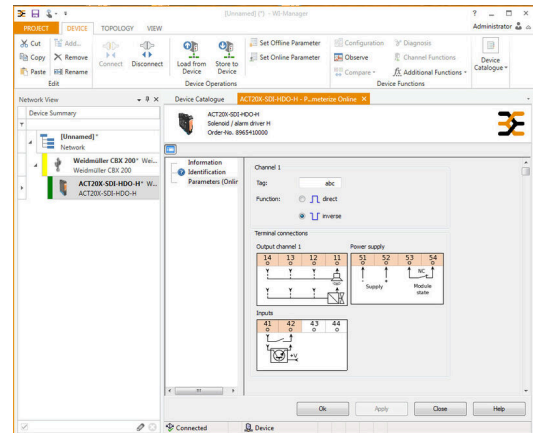 [Unnamed] (*) - WI-Manager
PROJECT DEVICE TOPOLOGY VIEW Administrator
Cut Add...
Copy Remove
Paste Rename
Edit
Connect Disconnect
Load from Device Store to Device
Device Operations
Set Offline Parameter
Set Online Parameter
Configuration Diagnosis
Observe Channel Functions
Compare Additional Functions
Device Functions
Device Catalogue
Network View
Device Summary
[Unnamed]*
Network
Weidmüller CBX 200* Wei...
Weidmüller CBX 200
ACT20X-SDI-HDO-H* W...
ACT20X-SDI-HDO-H
Device Catalogue ACT20X-SDI-HDO-H - P...meterize Online
ACT20X-SDI-HDO-H
Solenoid / alarm driver H
Order-No. 8965410000
Information
Identification
Parameters (Onlin
Channel 1
Tag: abc
Function: direct
inverse
Terminal connections
Output channel 1 Power supply
14 13 12 11 51 52 53 54
NC
Supply Module state
Inputs
41 42 43 44
+V
Ok Apply Close Help
Connected Device